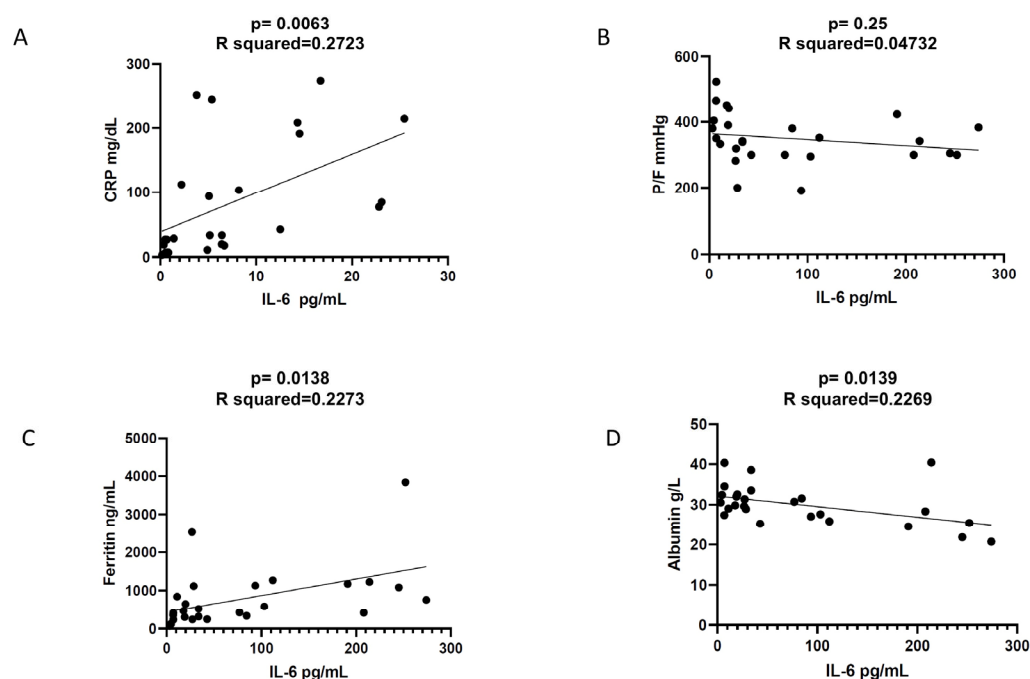 A
p= 0.0063
R squared=0.2723
CRP mg/dL
300
200
100
0
0
10
20
30
IL-6 pg/mL
B
p= 0.25
R squared=0.04732
P/F mmHg
600
400
200
0
0
100
200
300
IL-6 pg/mL
C
p= 0.0138
R squared=0.2273
Ferritin ng/mL
5000
4000
3000
2000
1000
0
0
100
200
300
IL-6 pg/mL
D
p= 0.0139
R squared=0.2269
Albumin g/L
50
40
30
20
10
0
0
100
200
300
IL-6 pg/mL